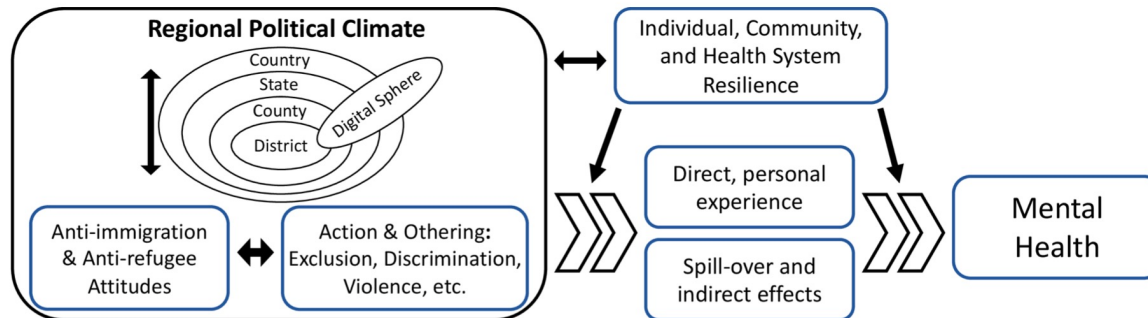 Regional Political Climate
Country
State
County
District
Digital Sphere
Anti-immigration
& Anti-refugee
Attitudes
Action & Othering:
Exclusion, Discrimination,
Violence, etc.
Individual, Community,
and Health System
Resilience
Direct, personal
experience
Spill-over and
indirect effects
Mental
Health